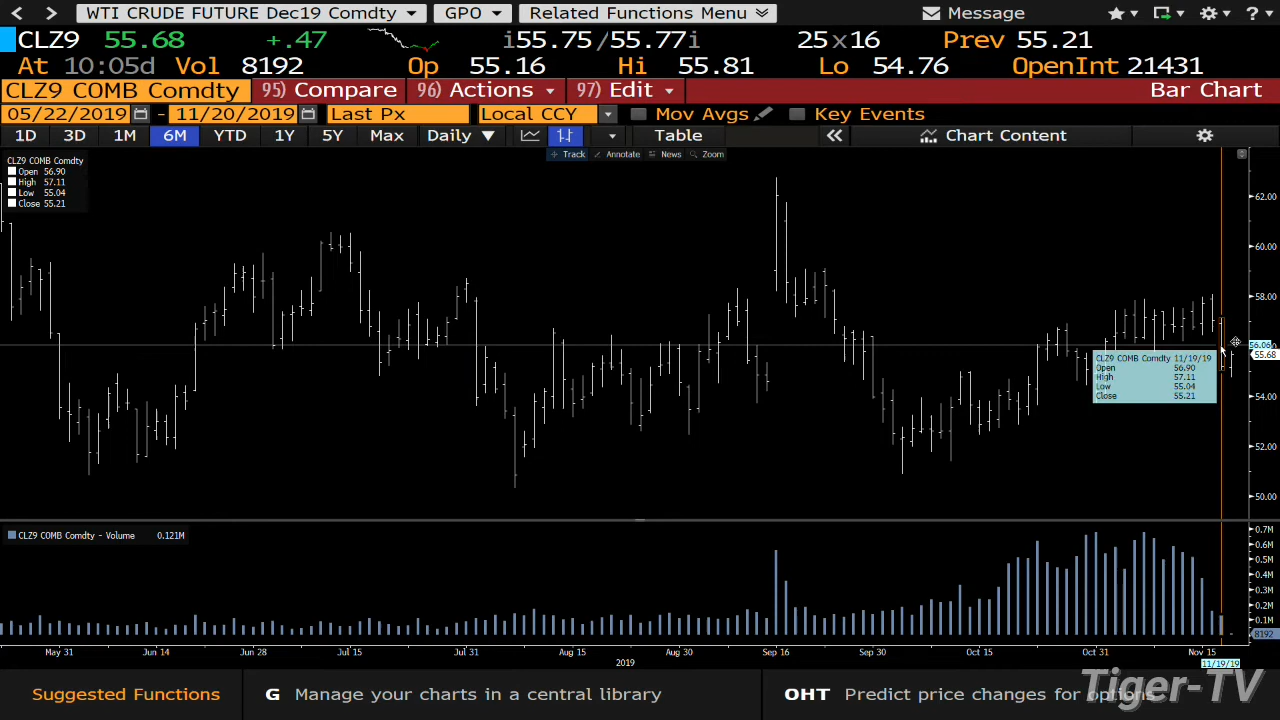 WTI CRUDE FUTURE Dec19 Comdty GPO Related Functions Menu Message ?
CLZ9 55.68 +.47 i55.75/55.77i 25x16 Prev 55.21
At 10:05d Vol 8192 Op 55.16 Hi 55.81 Lo 54.76 OpenInt 21431
CLZ9 COMB Comdty 95) Compare 96) Actions 97) Edit Bar Chart
05/22/2019 - 11/20/2019 Last Px Local CCY Mov Avgs Key Events
1D 3D 1M 6M YTD 1Y 5Y Max Daily Table Chart Content
Track Annotate News Zoom
CLZ9 COMB Comdty
Open 56.90
High 57.11
Low 55.04
Close 55.21
62.00
60.00
58.00
56.06
55.68
54.00
52.00
50.00
CLZ9 COMB Comdty 11/19/19
Open 56.90
High 57.11
Low 55.04
Close 55.21
CLZ9 COMB Comdty - Volume 0.121M
0.7M
0.6M
0.5M
0.4M
0.3M
0.2M
0.1M
8192
May 31 Jun 14 Jun 28 Jul 15 Jul 31 Aug 15 Aug 30 Sep 16 Sep 30 Oct 15 Oct 31 Nov 15
2019 11/19/19
Suggested Functions G Manage your charts in a central library OHT Predict price changes for options
Tiger-TV